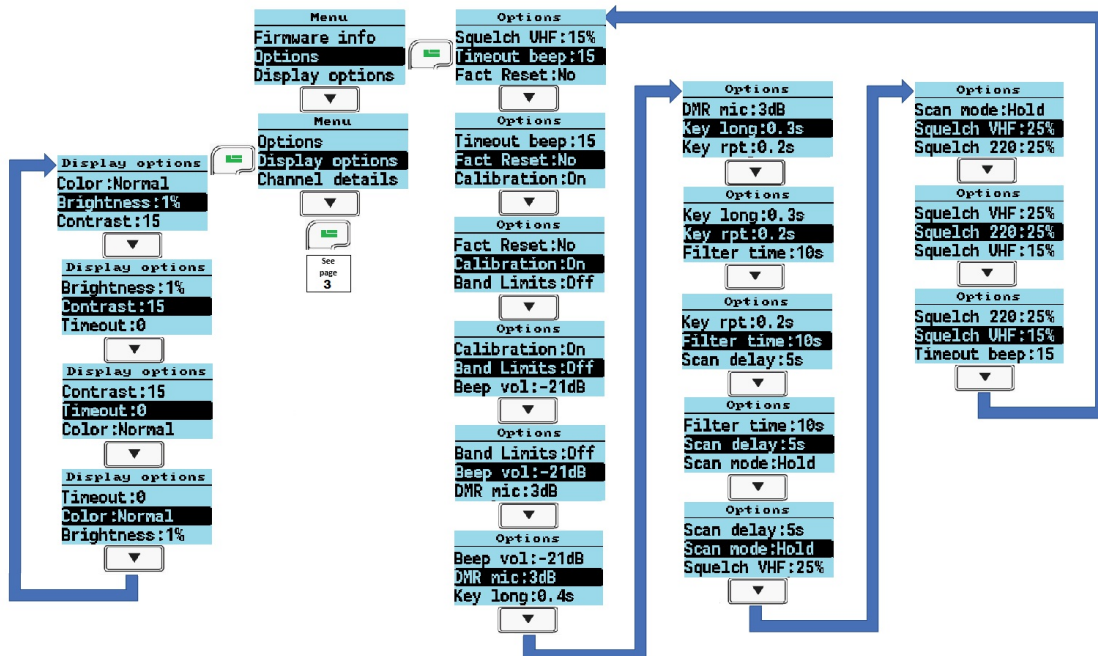 Menu
Firmware info
Options
Display options
Menu
Options
Display options
Channel details
See
page
3
Display options
Color:Normal
Brightness:1%
Contrast:15
Display options
Brightness:1%
Contrast:15
Timeout:0
Display options
Contrast:15
Timeout:0
Color:Normal
Display options
Timeout:0
Color:Normal
Brightness:1%
Options
Squelch VHF:15%
Timeout beep:15
Fact Reset:No
Options
Timeout beep:15
Fact Reset:No
Calibration:On
Options
Fact Reset:No
Calibration:On
Band Limits:Off
Options
Calibration:On
Band Limits:Off
Beep vol:-21dB
Options
Band Limits:Off
Beep vol:-21dB
DMR mic:3dB
Options
Beep vol:-21dB
DMR mic:3dB
Key long:0.4s
Options
DMR mic:3dB
Key long:0.3s
Key rpt:0.2s
Options
Key long:0.3s
Key rpt:0.2s
Filter time:10s
Options
Key rpt:0.2s
Filter time:10s
Scan delay:5s
Options
Filter time:10s
Scan delay:5s
Scan mode:Hold
Options
Scan delay:5s
Scan mode:Hold
Squelch VHF:25%
Options
Scan mode:Hold
Squelch VHF:25%
Squelch 220:25%
Options
Squelch VHF:25%
Squelch 220:25%
Squelch VHF:15%
Options
Squelch 220:25%
Squelch VHF:15%
Timeout beep:15